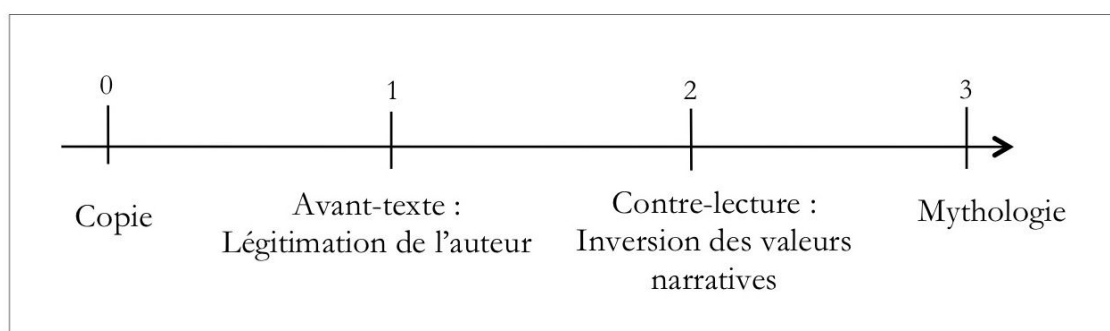 0
1
2
3
Copie
Avant-texte :
Légitimation de l’auteur
Contre-lecture :
Inversion des valeurs
narratives
Mythologie